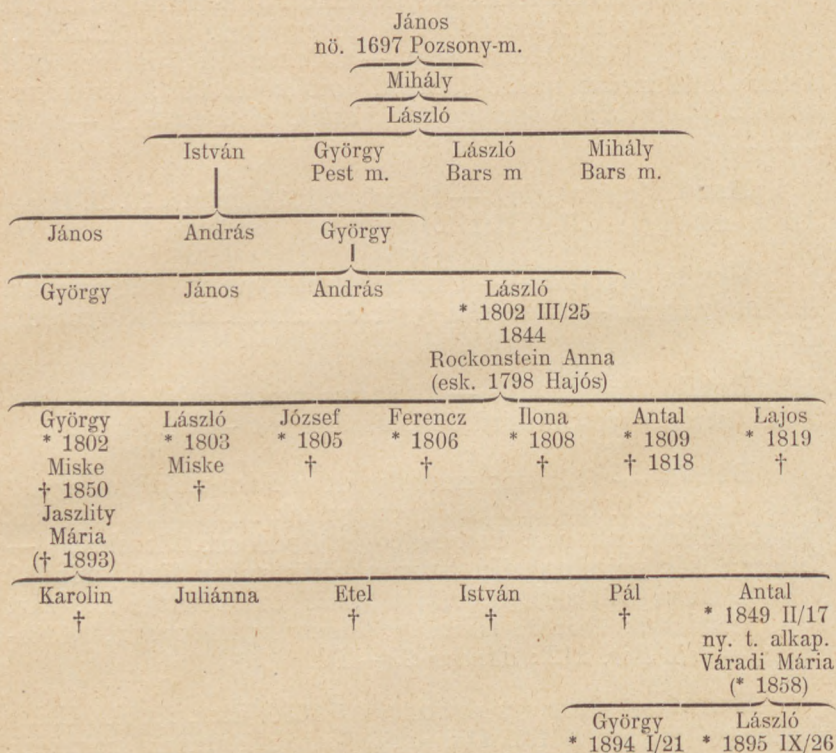 János
nö. 1697 Pozsony-m.
Mihály
László
István György László Mihály
Pest m. Bars m Bars m.
János András György
György János András László
* 1802 III/25
1844
Rockonstein Anna
(esk. 1798 Hajós)
György László József Ferencz Ilona Antal Lajos
* 1802 * 1803 * 1805 * 1806 * 1808 * 1809 * 1819
Miske Miske † † † † 1818 †
† 1850 †
Jaszlity
Mária
(† 1893)
Karolin Juliánna Etel István Pál Antal
† † † † * 1849 II/17
ny. t. alkap.
Váradi Mária
(* 1858)
György László
* 1894 I/21 * 1895 IX/26